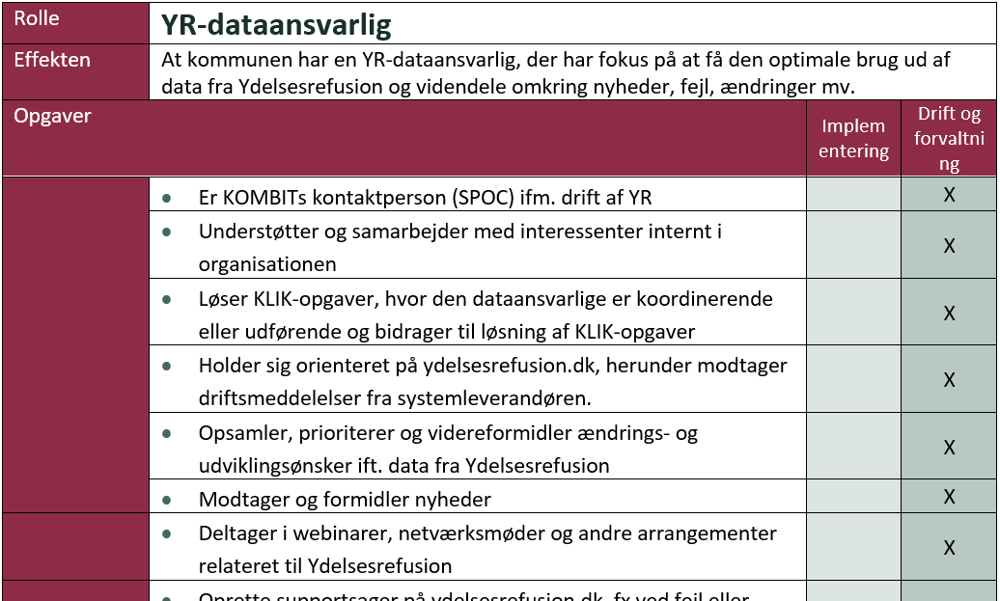 Rolle
YR-dataansvarlig
Effekten
At kommunen har en YR-dataansvarlig, der har fokus på at få den optimale brug ud af
data fra Ydelsesrefusion og videndele omkring nyheder, fejl, ændringer mv.
Opgaver
Implem
entering
Drift og
forvaltni
ng
• Er KOMBITs kontaktperson (SPOC) ifm. drift af YR
X
• Understøtter og samarbejder med interessenter internt i
organisationen
X
• Løser KLIK-opgaver, hvor den dataansvarlige er koordinerende
eller udførende og bidrager til løsning af KLIK-opgaver
X
• Holder sig orienteret på ydelsesrefusion.dk, herunder modtager
driftsmeddelelser fra systemleverandøren.
X
• Opsamler, prioriterer og videreformidler ændrings- og
udviklingsønsker ift. data fra Ydelsesrefusion
X
• Modtager og formidler nyheder
X
• Deltager i webinarer, netværksmøder og andre arrangementer
relateret til Ydelsesrefusion
X
• Oprette supportsager på ydelsesrefusion.dk, fx ved fejl eller